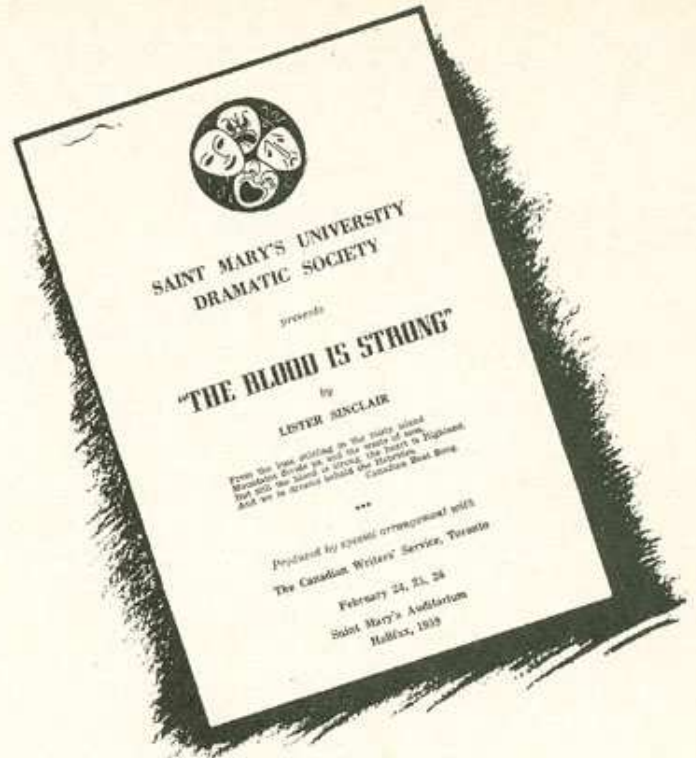 SAINT MARY'S UNIVERSITY
DRAMATIC SOCIETY
presents
"THE BLOOD IS STRONG"
by
LISTER SINCLAIR
From the lone shieling in the misty island
Mountains divide us, and the waste of seas,
But still the blood is strong, the heart is Highland,
And we in dreams behold the Hebrides.
Canadian Boat Song.
***
Produced by special arrangement with
The Canadian Writers' Service, Toronto
February 24, 25, 26
Saint Mary's Auditorium
Halifax, 1959